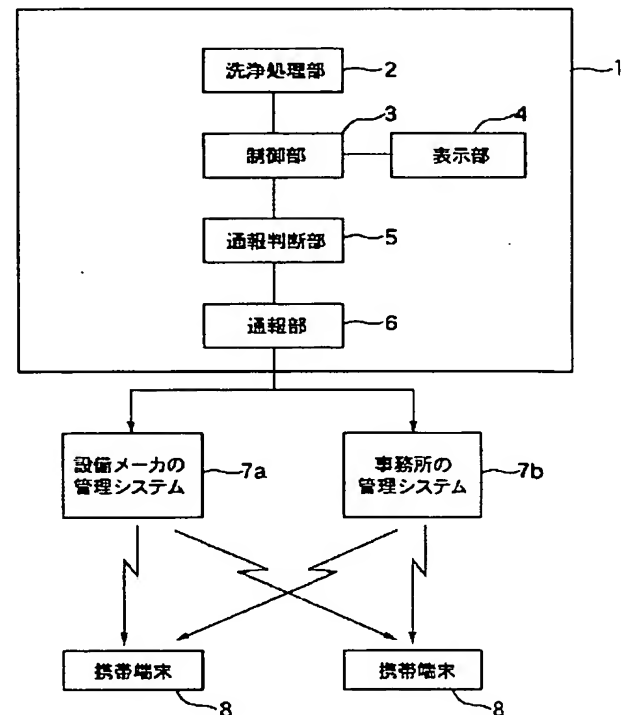 1
洗浄処理部 2
3
4
制御部
表示部
通報判断部 5
通報部 6
設備メーカの
管理システム
7a
事務所の
管理システム
7b
携帯端末
携帯端末
8
8